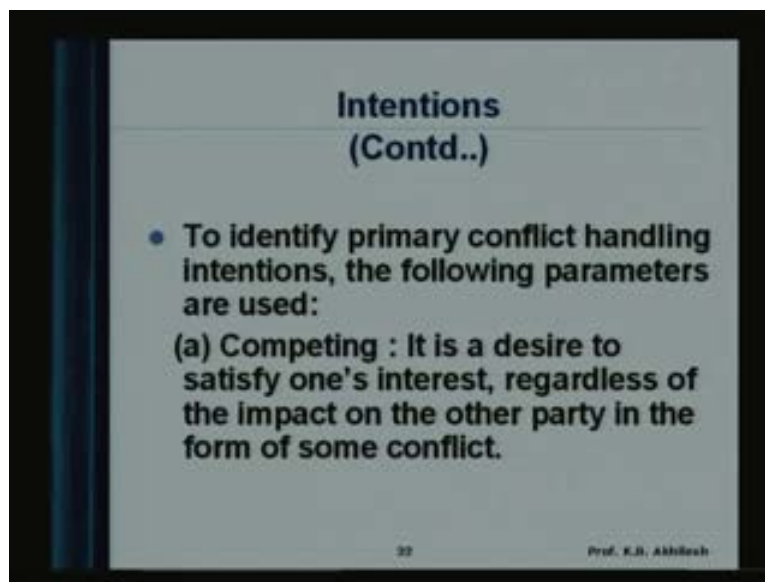 Intentions
(Contd..)
• To identify primary conflict handling
intentions, the following parameters
are used:
(a) Competing : It is a desire to
satisfy one's interest, regardless of
the impact on the other party in the
form of some conflict.
Prof. K.B. Akhilesh